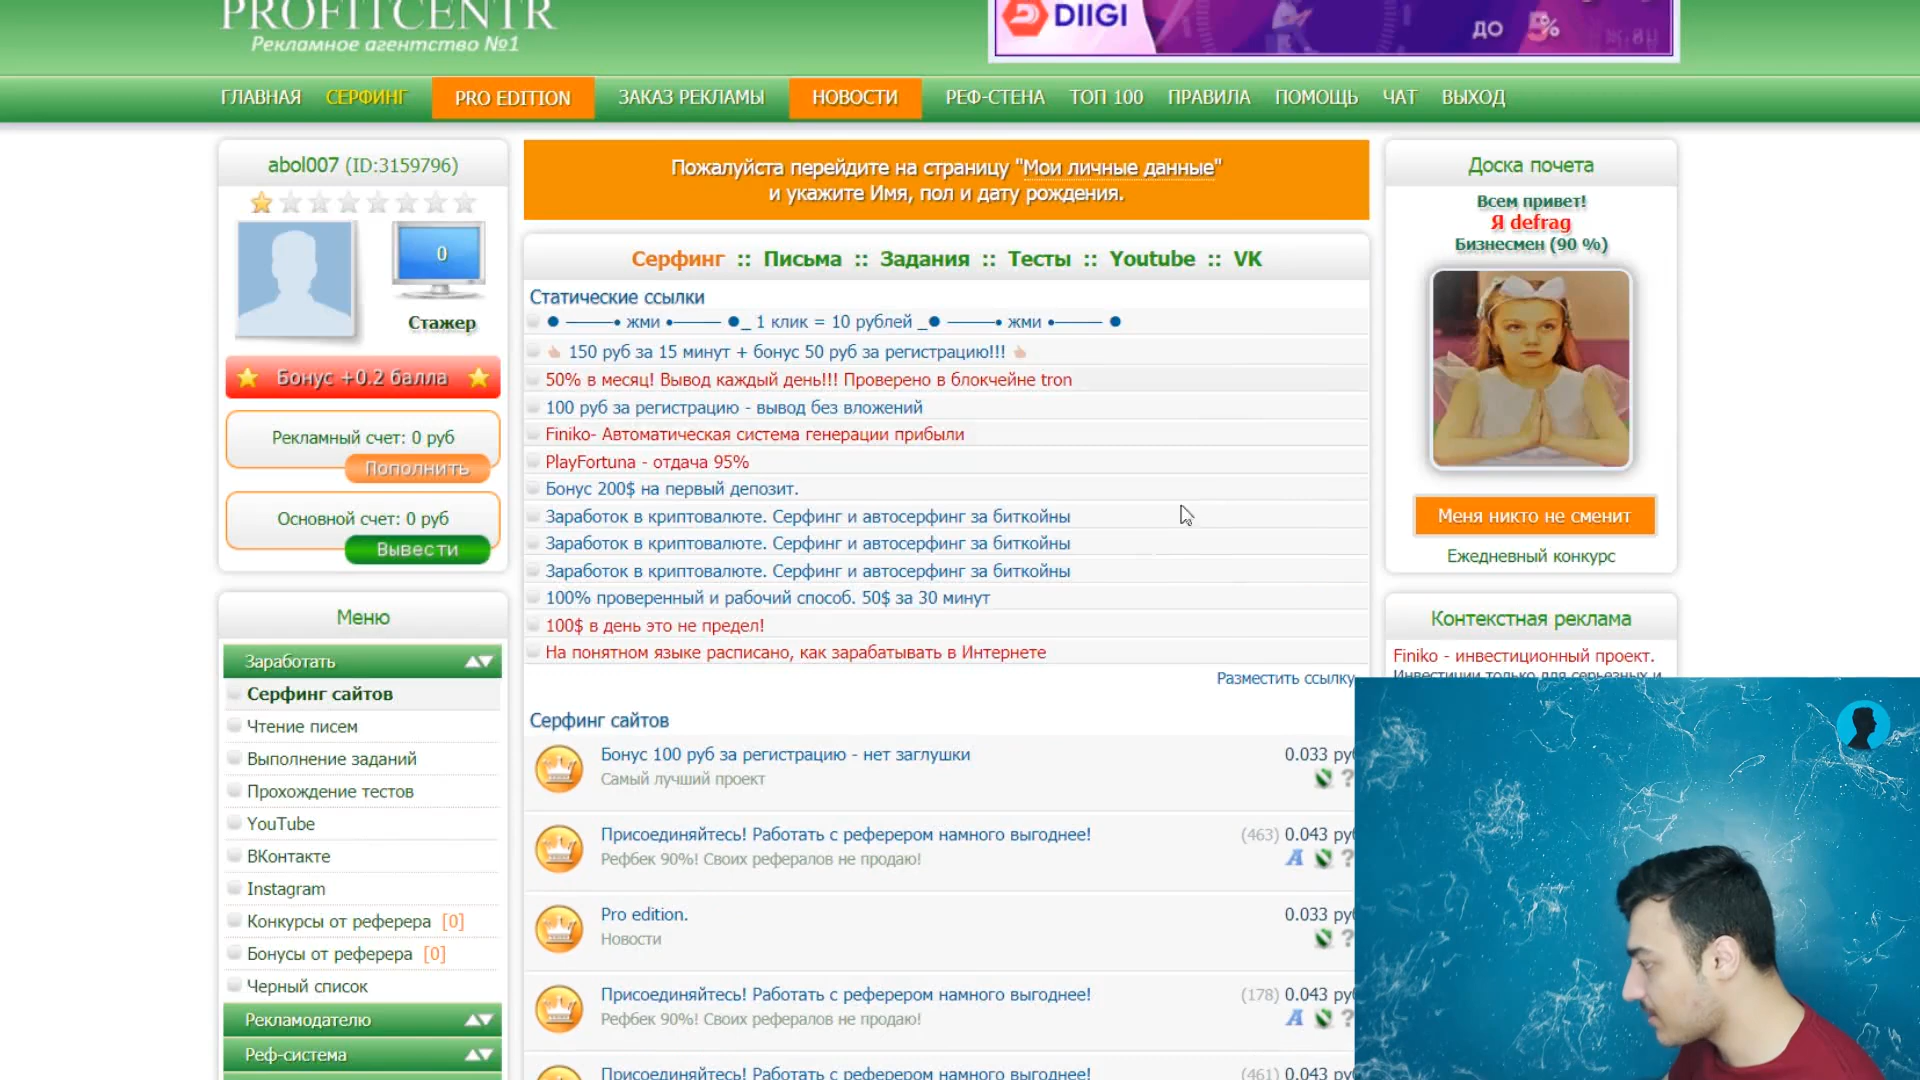 PROFITCENTR
Рекламное агентство №1
DIIGI
ДО
5%
ГЛАВНАЯ СЕРФИНГ PRO EDITION ЗАКАЗ РЕКЛАМЫ НОВОСТИ РЕФ-СТЕНА ТОП 100 ПРАВИЛА ПОМОЩЬ ЧАТ ВЫХОД
abol007 (ID:3159796)
0
Стажер
Бонус +0.2 балла
Рекламный счет: 0 руб
Пополнить
Основной счет: 0 руб
Вывести
Меню
Заработать
Серфинг сайтов
Чтение писем
Выполнение заданий
Прохождение тестов
YouTube
ВКонтакте
Instagram
Конкурсы от реферера [0]
Бонусы от реферера [0]
Черный список
Рекламодателю
Реф-система
Пожалуйста перейдите на страницу "Мои личные данные"
и укажите Имя, пол и дату рождения.
Серфинг :: Письма :: Задания :: Тесты :: Youtube :: VK
Статические ссылки
● ———• жми •——— ●_ 1 клик = 10 рублей _● ———• жми •——— ●
150 руб за 15 минут + бонус 50 руб за регистрацию!!!
50% в месяц! Вывод каждый день!!! Проверено в блокчейне tron
100 руб за регистрацию - вывод без вложений
Finiko- Автоматическая система генерации прибыли
PlayFortuna - отдача 95%
Бонус 200$ на первый депозит.
Заработок в криптовалюте. Серфинг и автосерфинг за биткойны
Заработок в криптовалюте. Серфинг и автосерфинг за биткойны
Заработок в криптовалюте. Серфинг и автосерфинг за биткойны
100% проверенный и рабочий способ. 50$ за 30 минут
100$ в день это не предел!
На понятном языке расписано, как зарабатывать в Интернете
Разместить ссылку
Серфинг сайтов
Бонус 100 руб за регистрацию - нет заглушки 0.033 ру
Самый лучший проект ?
Присоединяйтесь! Работать с реферером намного выгоднее! (463) 0.043 ру
Рефбек 90%! Своих рефералов не продаю! A ?
Pro edition. 0.033 ру
Новости ?
Присоединяйтесь! Работать с реферером намного выгоднее! (178) 0.043 ру
Рефбек 90%! Своих рефералов не продаю! A ?
Присоединяйтесь! Работать с реферером намного выгоднее! (461) 0.043 ру
Доска почета
Всем привет!
Я defrag
Бизнесмен (90 %)
Меня никто не сменит
Ежедневный конкурс
Контекстная реклама
Finiko - инвестиционный проект.
Инвестиции только для серьезных и